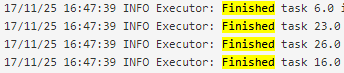 17/11/25 16:47:39 INFO Executor: Finished task 6.0 i
17/11/25 16:47:39 INFO Executor: Finished task 23.0
17/11/25 16:47:39 INFO Executor: Finished task 26.0
17/11/25 16:47:39 INFO Executor: Finished task 16.0